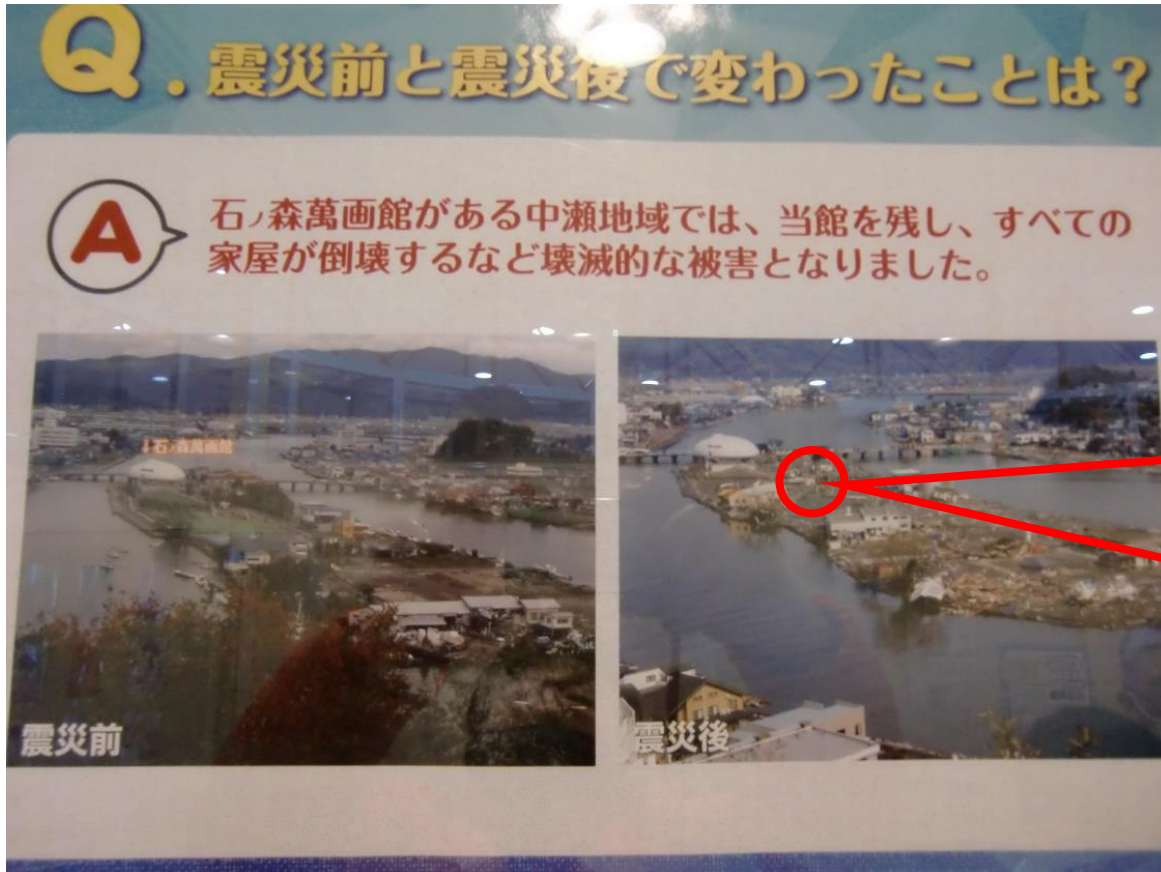 Q.震災前と震災後で変わったことは?
A
石ノ森萬画館がある中瀬地域では、当館を残し、すべての
家屋が倒壊するなど壊滅的な被害となりました。
↓石ノ森萬画館
震災前
震災後